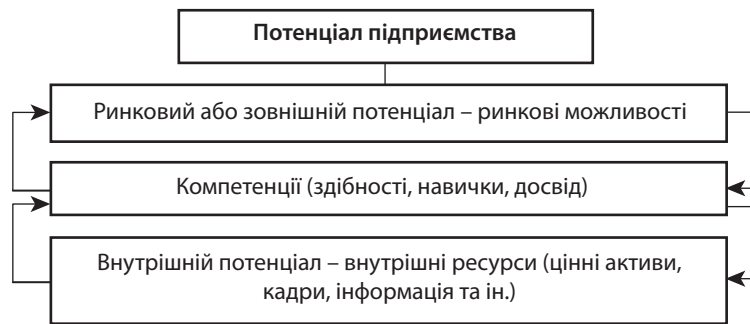 Потенціал підприємства
Ринковий або зовнішній потенціал – ринкові можливості
Компетенції (здібності, навички, досвід)
Внутрішній потенціал – внутрішні ресурси (цінні активи,
кадри, інформація та ін.)